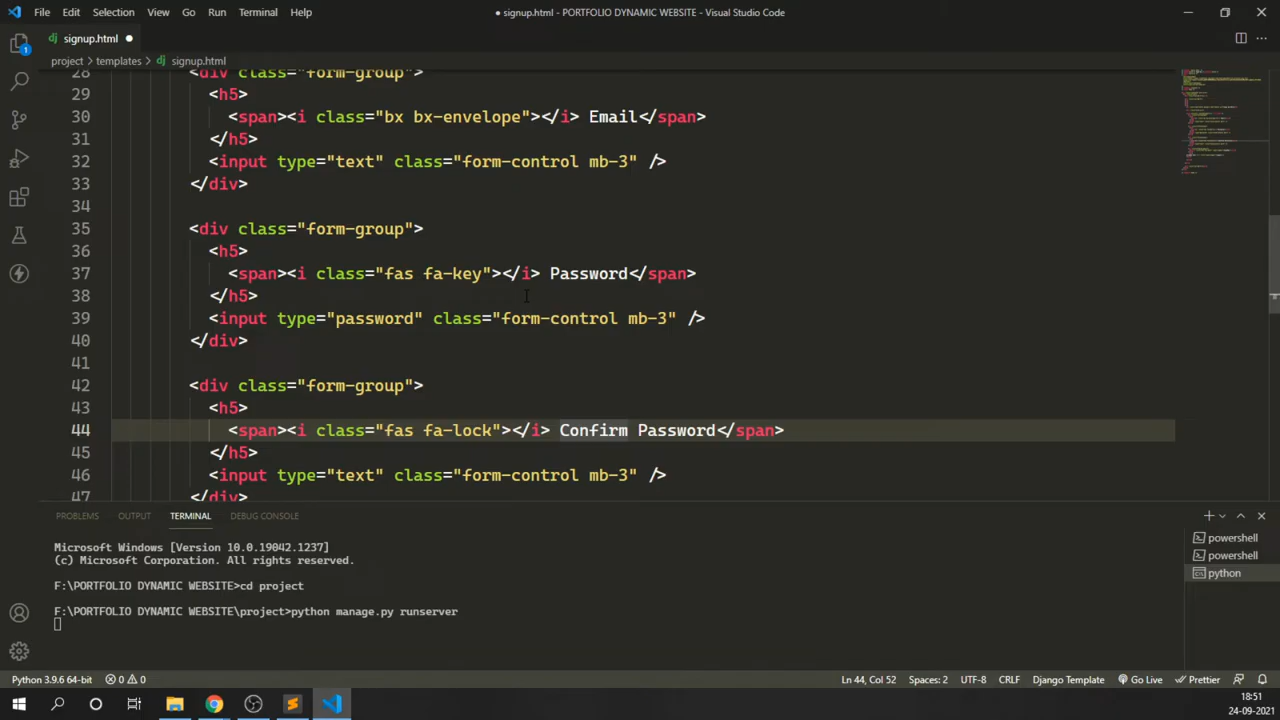 File Edit Selection View Go Run Terminal Help
● signup.html - PORTFOLIO DYNAMIC WEBSITE - Visual Studio Code
1
dj signup.html ●
project > templates > dj signup.html
28 <div class="form-group">
29 <h5>
30 <span><i class="bx bx-envelope"></i> Email</span>
31 </h5>
32 <input type="text" class="form-control mb-3" />
33 </div>
34
35 <div class="form-group">
36 <h5>
37 <span><i class="fas fa-key"></i> Password</span>
38 </h5>
39 <input type="password" class="form-control mb-3" />
40 </div>
41
42 <div class="form-group">
43 <h5>
44 <span><i class="fas fa-lock"></i> Confirm Password</span>
45 </h5>
46 <input type="text" class="form-control mb-3" />
47 </div>
PROBLEMS OUTPUT TERMINAL DEBUG CONSOLE
Microsoft Windows [Version 10.0.19042.1237]
(c) Microsoft Corporation. All rights reserved.
F:\PORTFOLIO DYNAMIC WEBSITE>cd project
F:\PORTFOLIO DYNAMIC WEBSITE\project>python manage.py runserver
powershell
powershell
python
Python 3.9.6 64-bit 0 0 Ln 44, Col 52 Spaces: 2 UTF-8 CRLF Django Template Go Live Prettier
18:51
24-09-2021